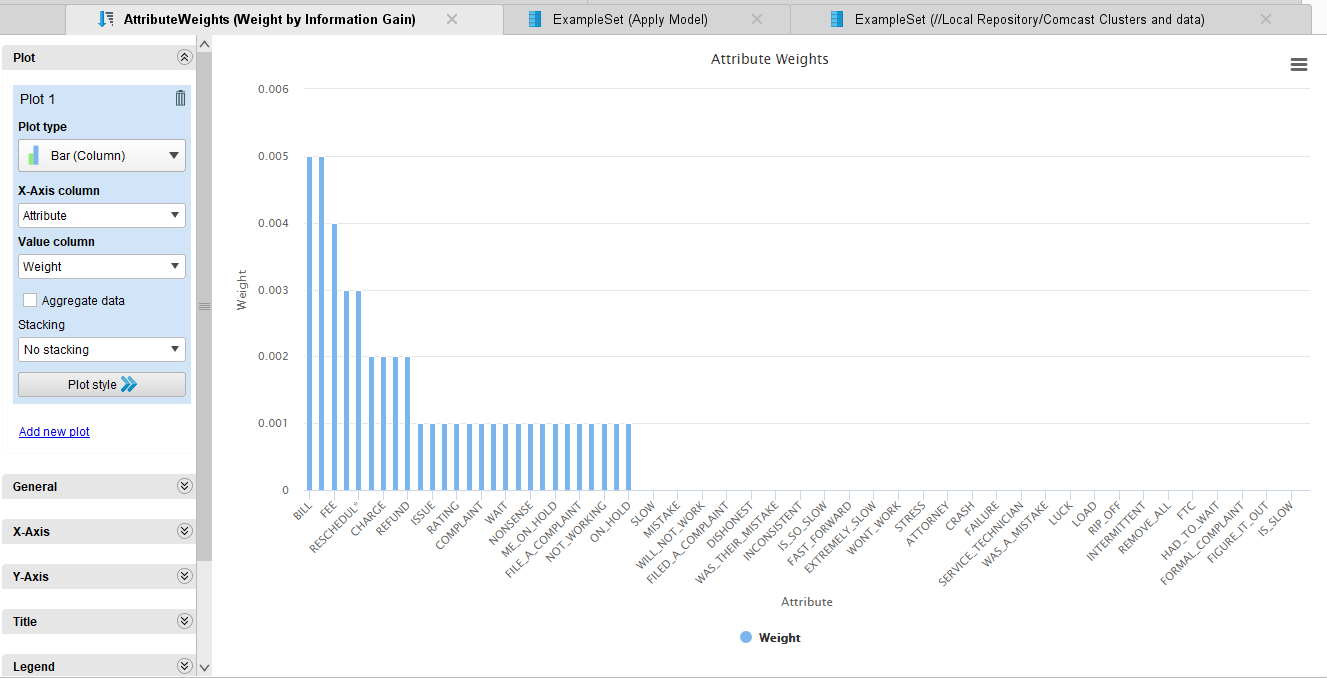 AttributeWeights (Weight by Information Gain)
ExampleSet (Apply Model)
ExampleSet (//Local Repository/Comcast Clusters and data)
Plot
Plot 1
Plot type
Bar (Column)
X-Axis column
Attribute
Value column
Weight
Aggregate data
Stacking
No stacking
Plot style
Add new plot
General
X-Axis
Y-Axis
Title
Legend
Attribute Weights
0.006
0.005
0.004
0.003
0.002
0.001
0
Weight
BILL
FEE
RESCHEDUL*
CHARGE
REFUND
ISSUE
RATING
COMPLAINT
WAIT
NONSENSE
ME_ON_HOLD
FILE_A_COMPLAINT
NOT_WORKING
ON_HOLD
SLOW
MISTAKE
WILL_NOT_WORK
FILED_A_COMPLAINT
DISHONEST
WAS_THEIR_MISTAKE
INCONSISTENT
IS_SO_SLOW
FAST_FORWARD
EXTREMELY_SLOW
WONT_WORK
STRESS
ATTORNEY
CRASH
FAILURE
SERVICE_TECHNICIAN
WAS_A_MISTAKE
LUCK
LOAD
RIP_OFF
INTERMITTENT
REMOVE_ALL
FTC
HAD_TO_WAIT
FORMAL_COMPLAINT
FIGURE_IT_OUT
IS_SLOW
Attribute
Weight